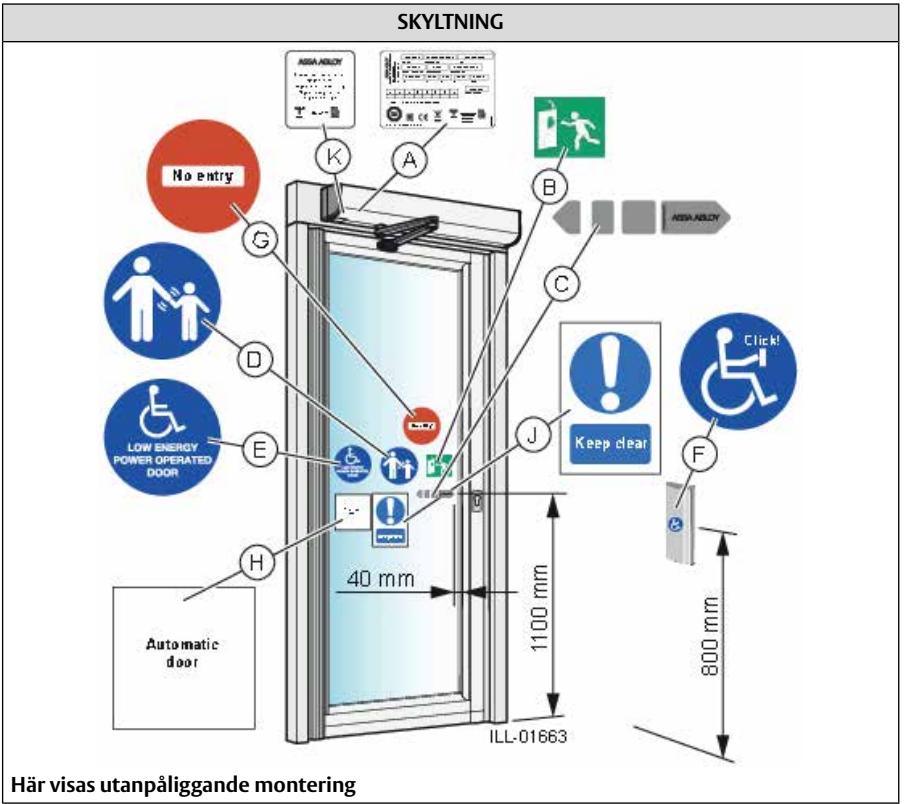 SKYLTNING
ASSA ABLOY
K
A
B
No entry
G
ASSA ABLOY
C
D
Click!
LOW ENERGY
POWER OPERATED
DOOR
E
J
Keep clear
F
H
40 mm
1100 mm
800 mm
Automatic
door
ILL-01663
Här visas utanpåliggande montering